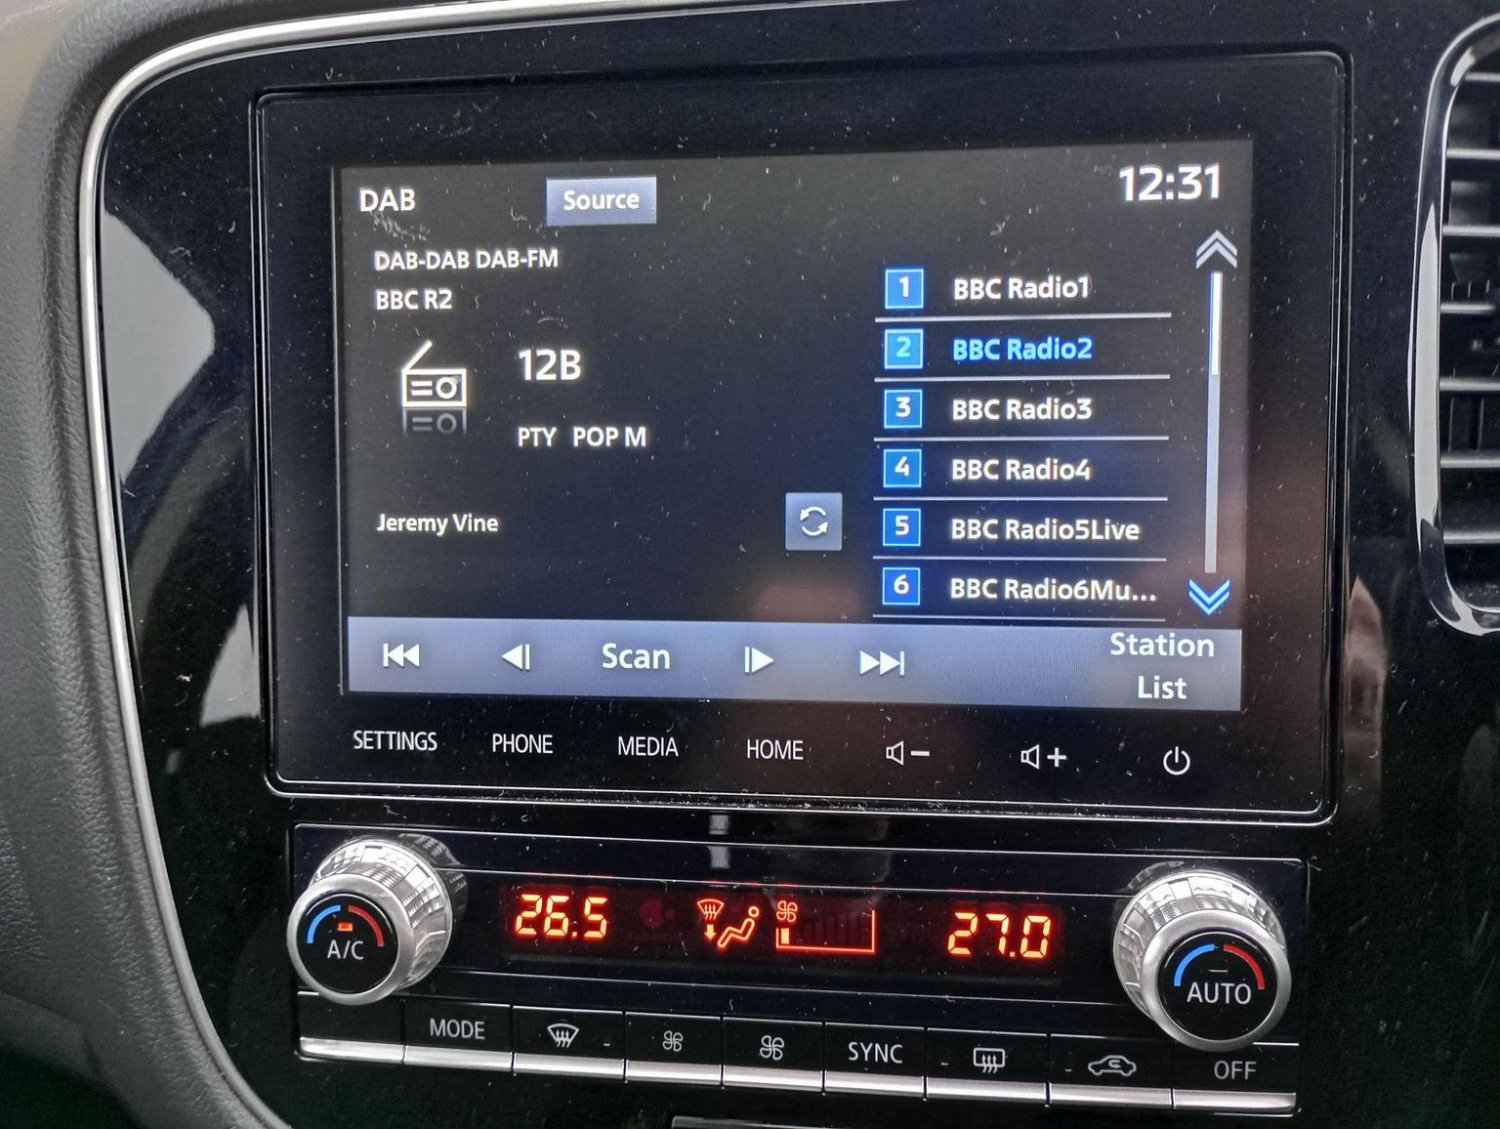 DAB Source 12:31
DAB-DAB DAB-FM
BBC R2
12B
PTY POP M
Jeremy Vine
1 BBC Radio1
2 BBC Radio2
3 BBC Radio3
4 BBC Radio4
5 BBC Radio5Live
6 BBC Radio6Mu...
Scan
Station
List
SETTINGS PHONE MEDIA HOME
26.5 27.0
A/C
AUTO
MODE SYNC OFF